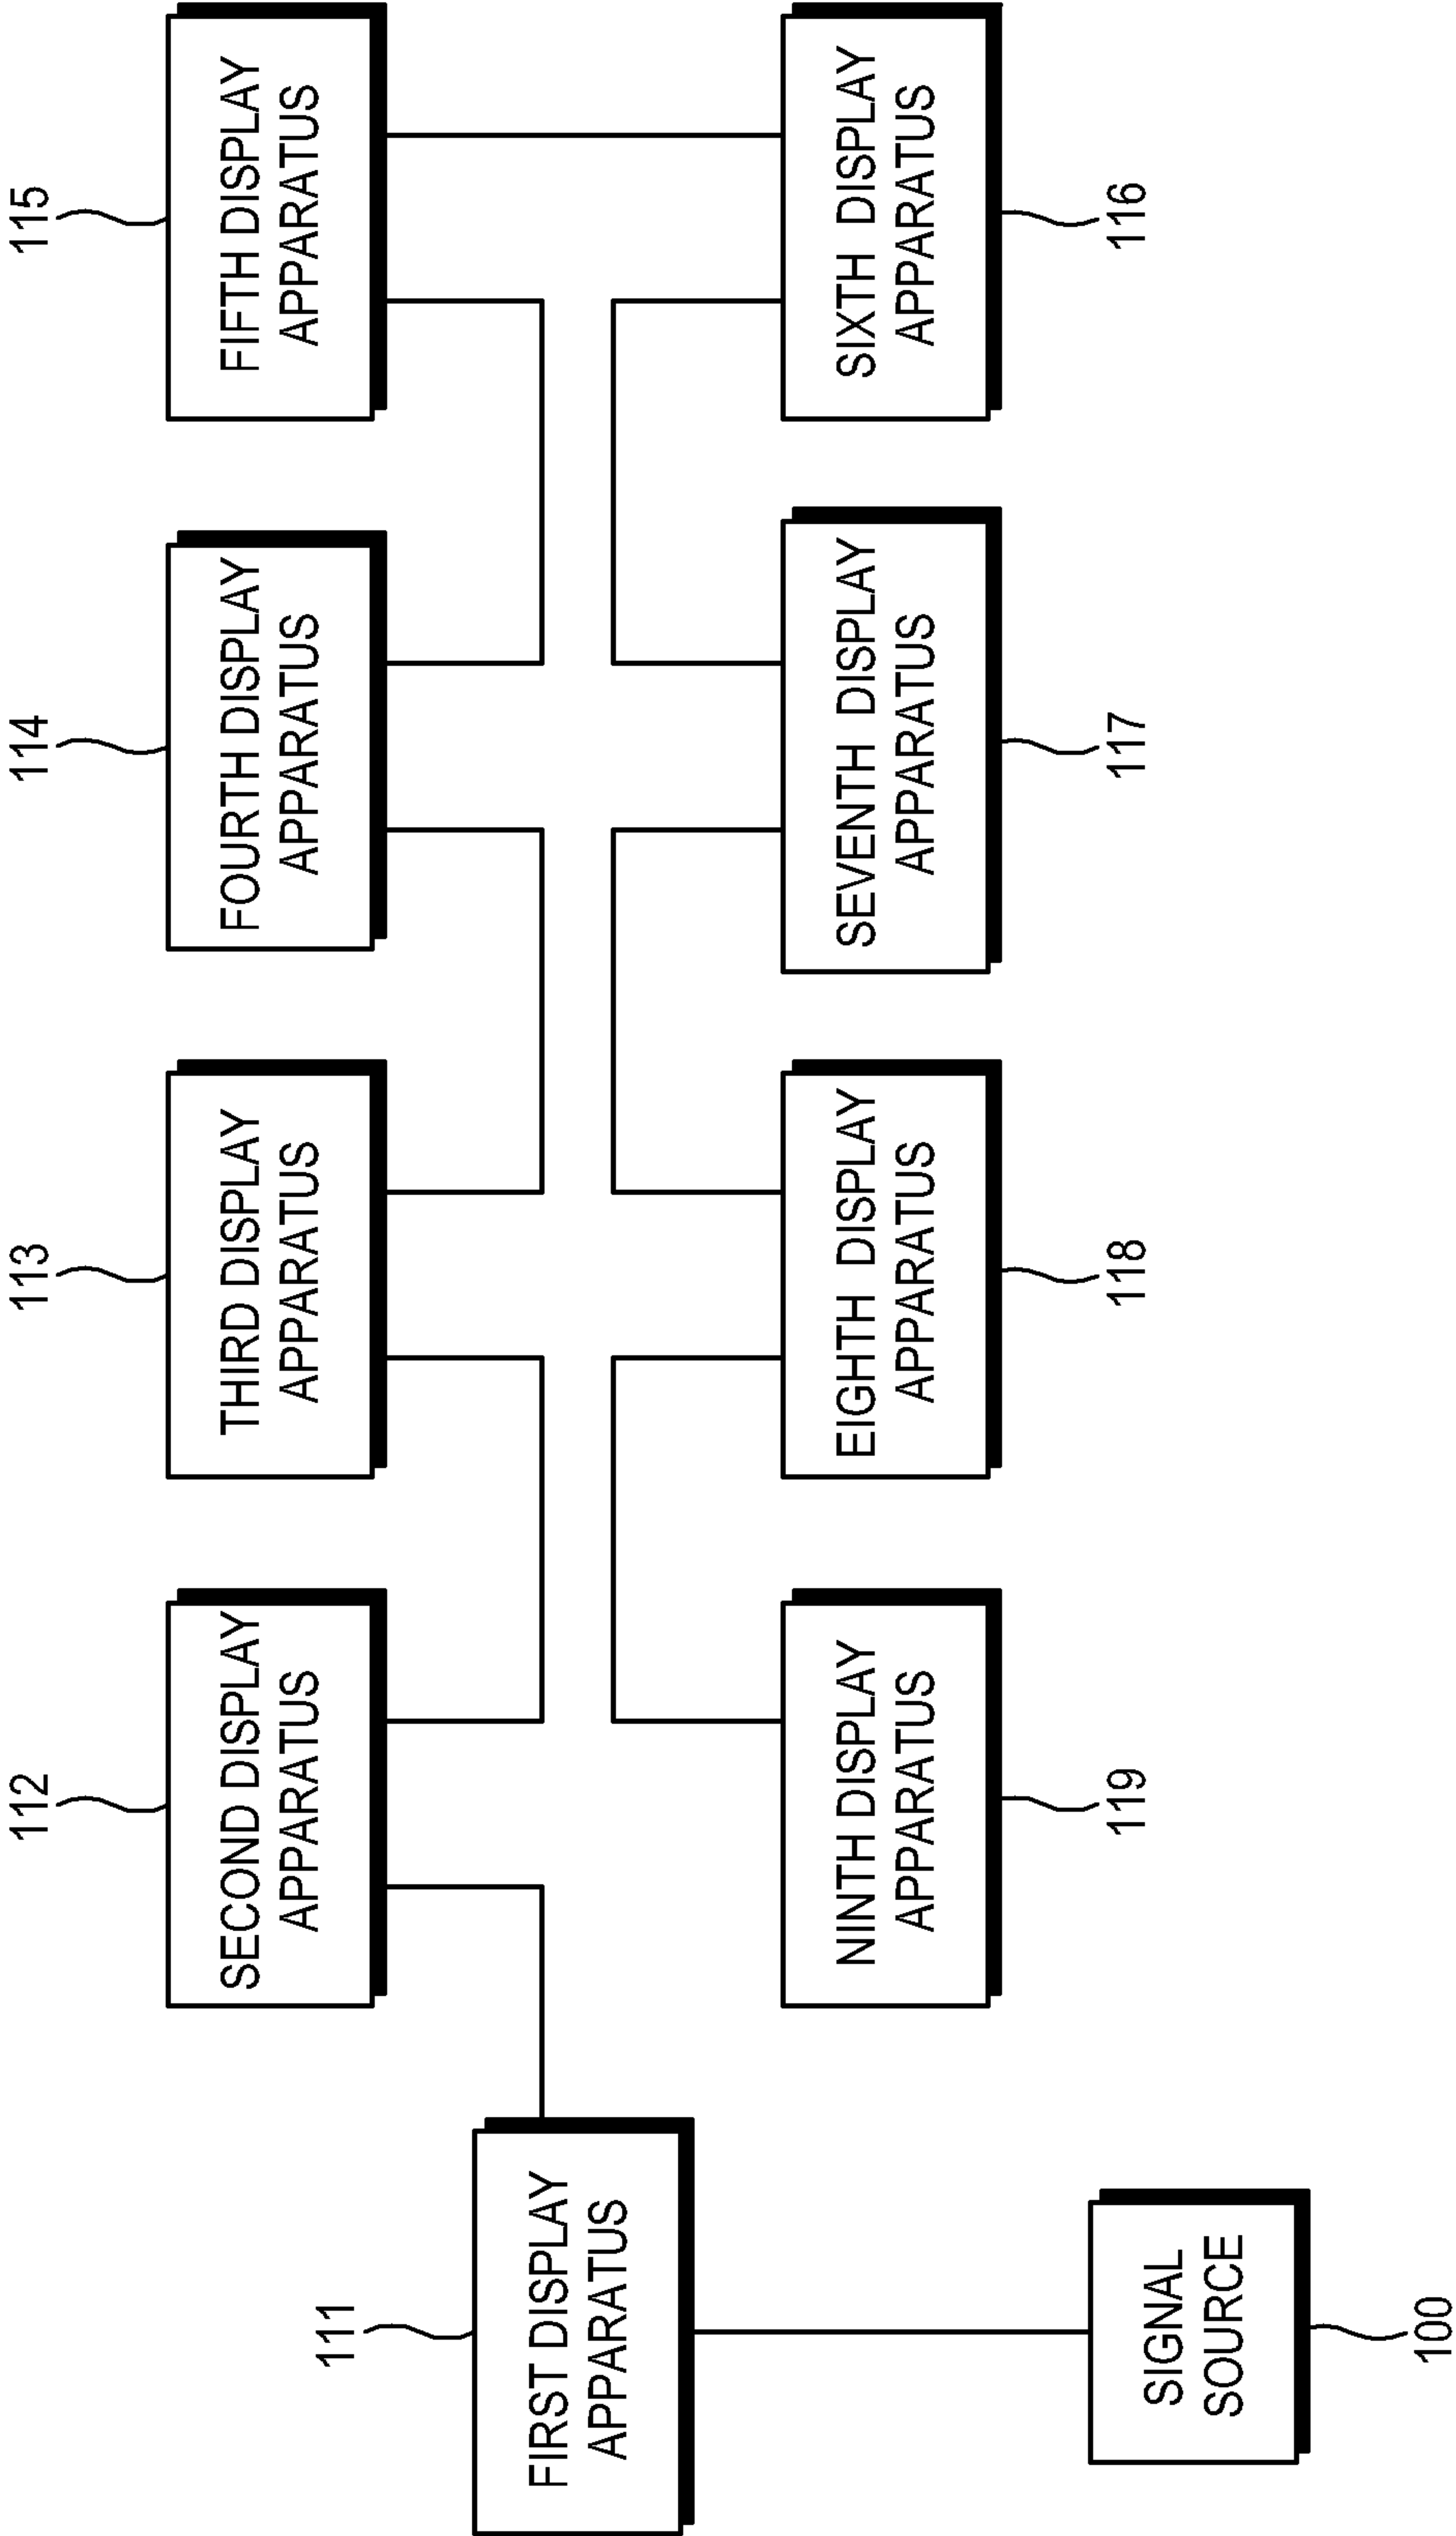 112
113
114
115
SECOND DISPLAY
APPARATUS
THIRD DISPLAY
APPARATUS
FOURTH DISPLAY
APPARATUS
FIFTH DISPLAY
APPARATUS
111
FIRST DISPLAY
APPARATUS
NINTH DISPLAY
APPARATUS
EIGHTH DISPLAY
APPARATUS
SEVENTH DISPLAY
APPARATUS
SIXTH DISPLAY
APPARATUS
119
118
117
116
SIGNAL
SOURCE
100